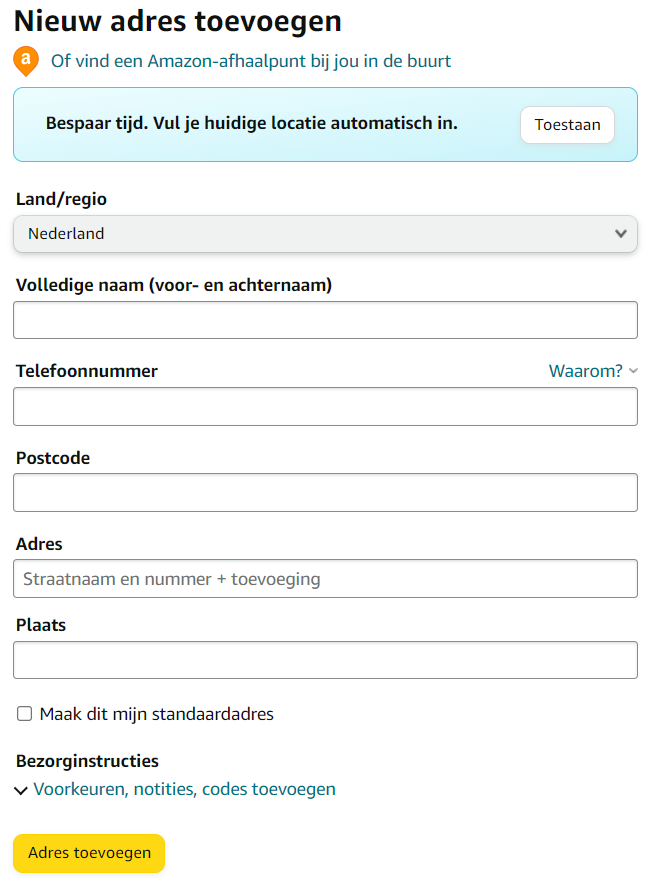 Nieuw adres toevoegen
a
Of vind een Amazon-afhaalpunt bij jou in de buurt
Bespaar tijd. Vul je huidige locatie automatisch in.
Toestaan
Land/regio
Nederland
Volledige naam (voor- en achternaam)
Telefoonnummer
Waarom?
Postcode
Adres
Straatnaam en nummer + toevoeging
Plaats
Maak dit mijn standaardadres
Bezorginstructies
Voorkeuren, notities, codes toevoegen
Adres toevoegen